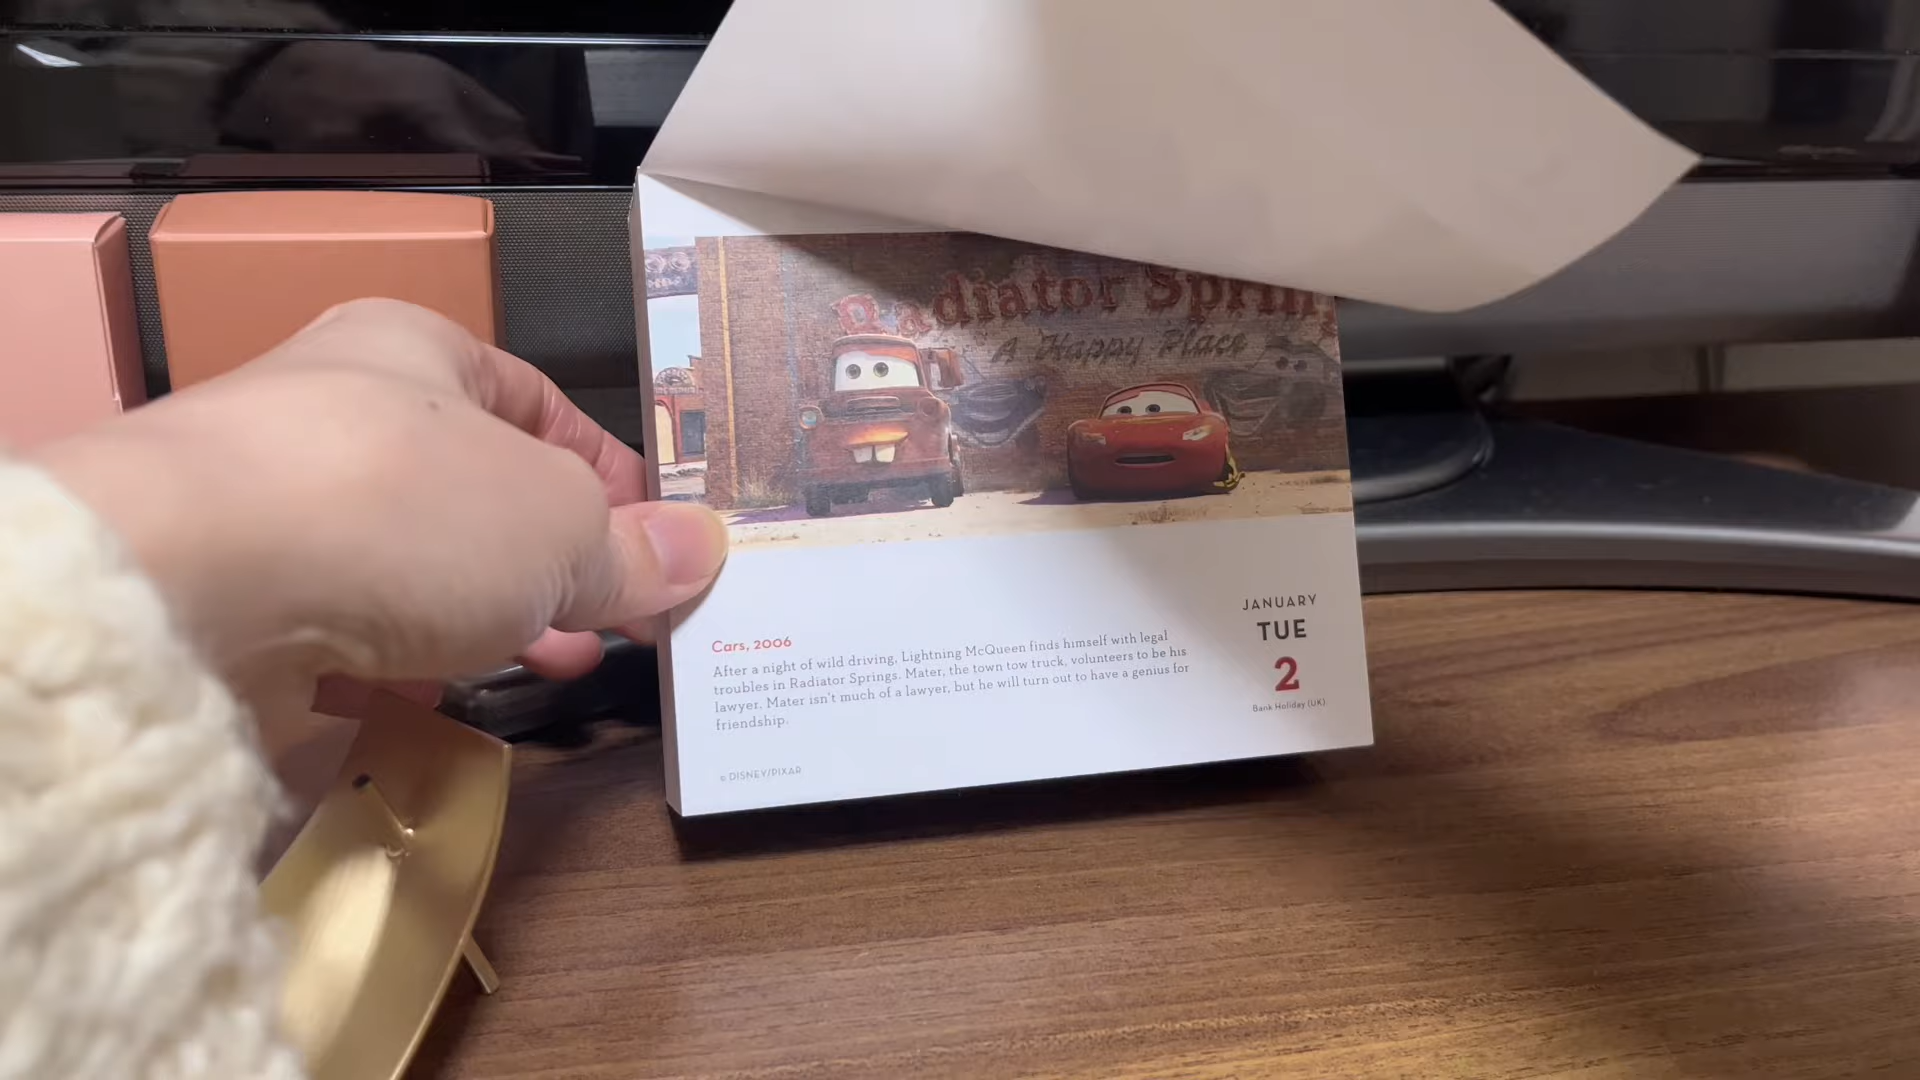 Radiator Spring
A Happy Place
Cars, 2006
After a night of wild driving, Lightning McQueen finds himself with legal
troubles in Radiator Springs. Mater, the town tow truck, volunteers to be his
lawyer. Mater isn't much of a lawyer, but he will turn out to have a genius for
friendship.
© DISNEY/PIXAR
JANUARY
TUE
2
Bank Holiday (UK)